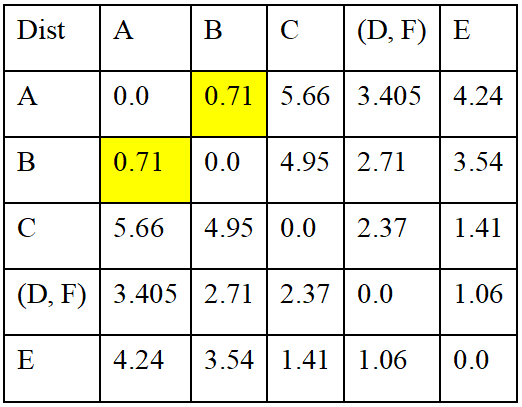 Dist A B C (D, F) E
A 0.0 0.71 5.66 3.405 4.24
B 0.71 0.0 4.95 2.71 3.54
C 5.66 4.95 0.0 2.37 1.41
(D, F) 3.405 2.71 2.37 0.0 1.06
E 4.24 3.54 1.41 1.06 0.0